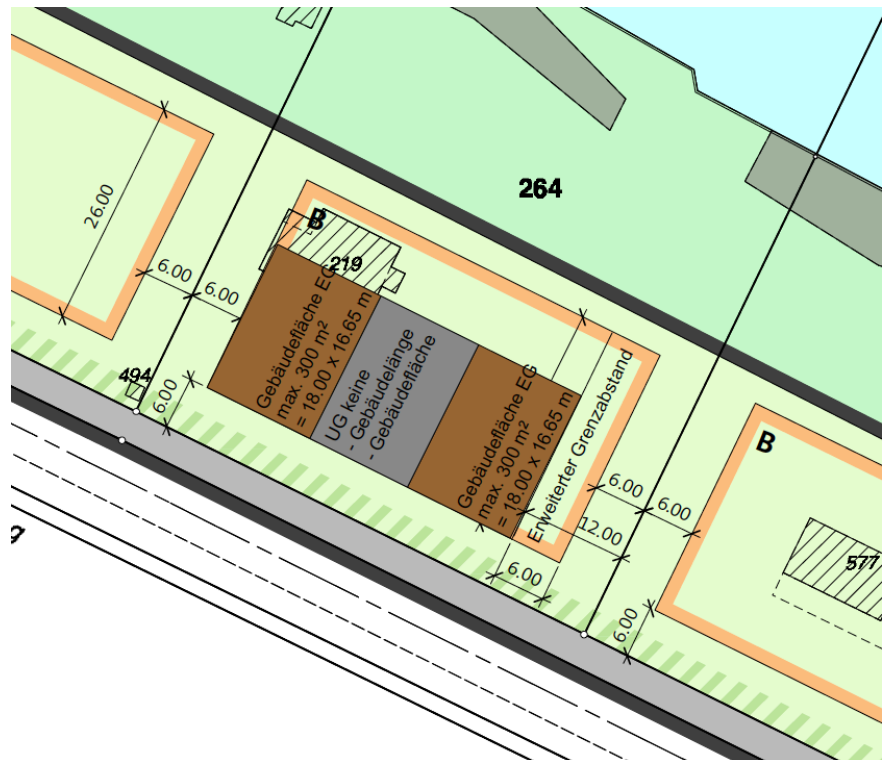 264
26.00
B
219
6.00
6.00
Gebäudefläche EG
max. 300 m²
= 18.00 x 16.65 m
UG keine
- Gebäudelänge
- Gebäudefläche
Gebäudefläche EG
max. 300 m²
= 18.00 x 16.65 m
Erweiterter Grenzabstand
494
6.00
B
6.00
6.00
12.00
577
6.00
6.00
g